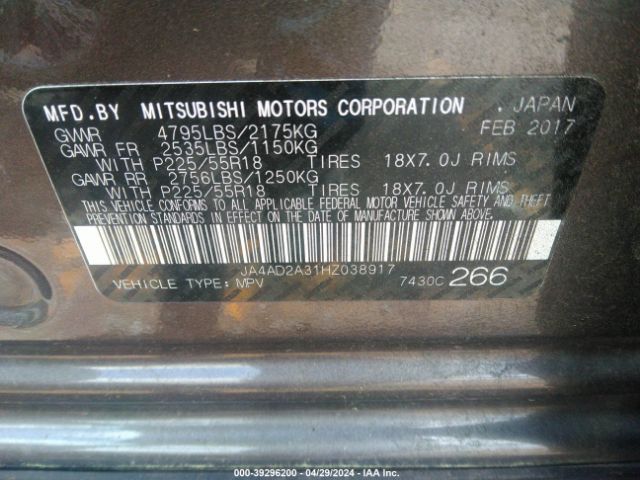 MFD.BY MITSUBISHI MOTORS CORPORATION , JAPAN
GVWR 4795LBS/2175KG FEB 2017
GAWR FR 2535LBS/1150KG
WITH P225/55R18 TIRES 18X7.0J RIMS
GAWR RR 2756LBS/1250KG
WITH P225/55R18 TIRES 18X7.0J RIMS
THIS VEHICLE CONFORMS TO ALL APPLICABLE FEDERAL MOTOR VEHICLE SAFETY AND THEFT
PREVENTION STANDARDS IN EFFECT ON THE DATE OF MANUFACTURE SHOWN ABOVE.
JA4AD2A31HZ038917
VEHICLE TYPE: MPV 7430C 266
000-39296200 - 04/29/2024 - IAA Inc.